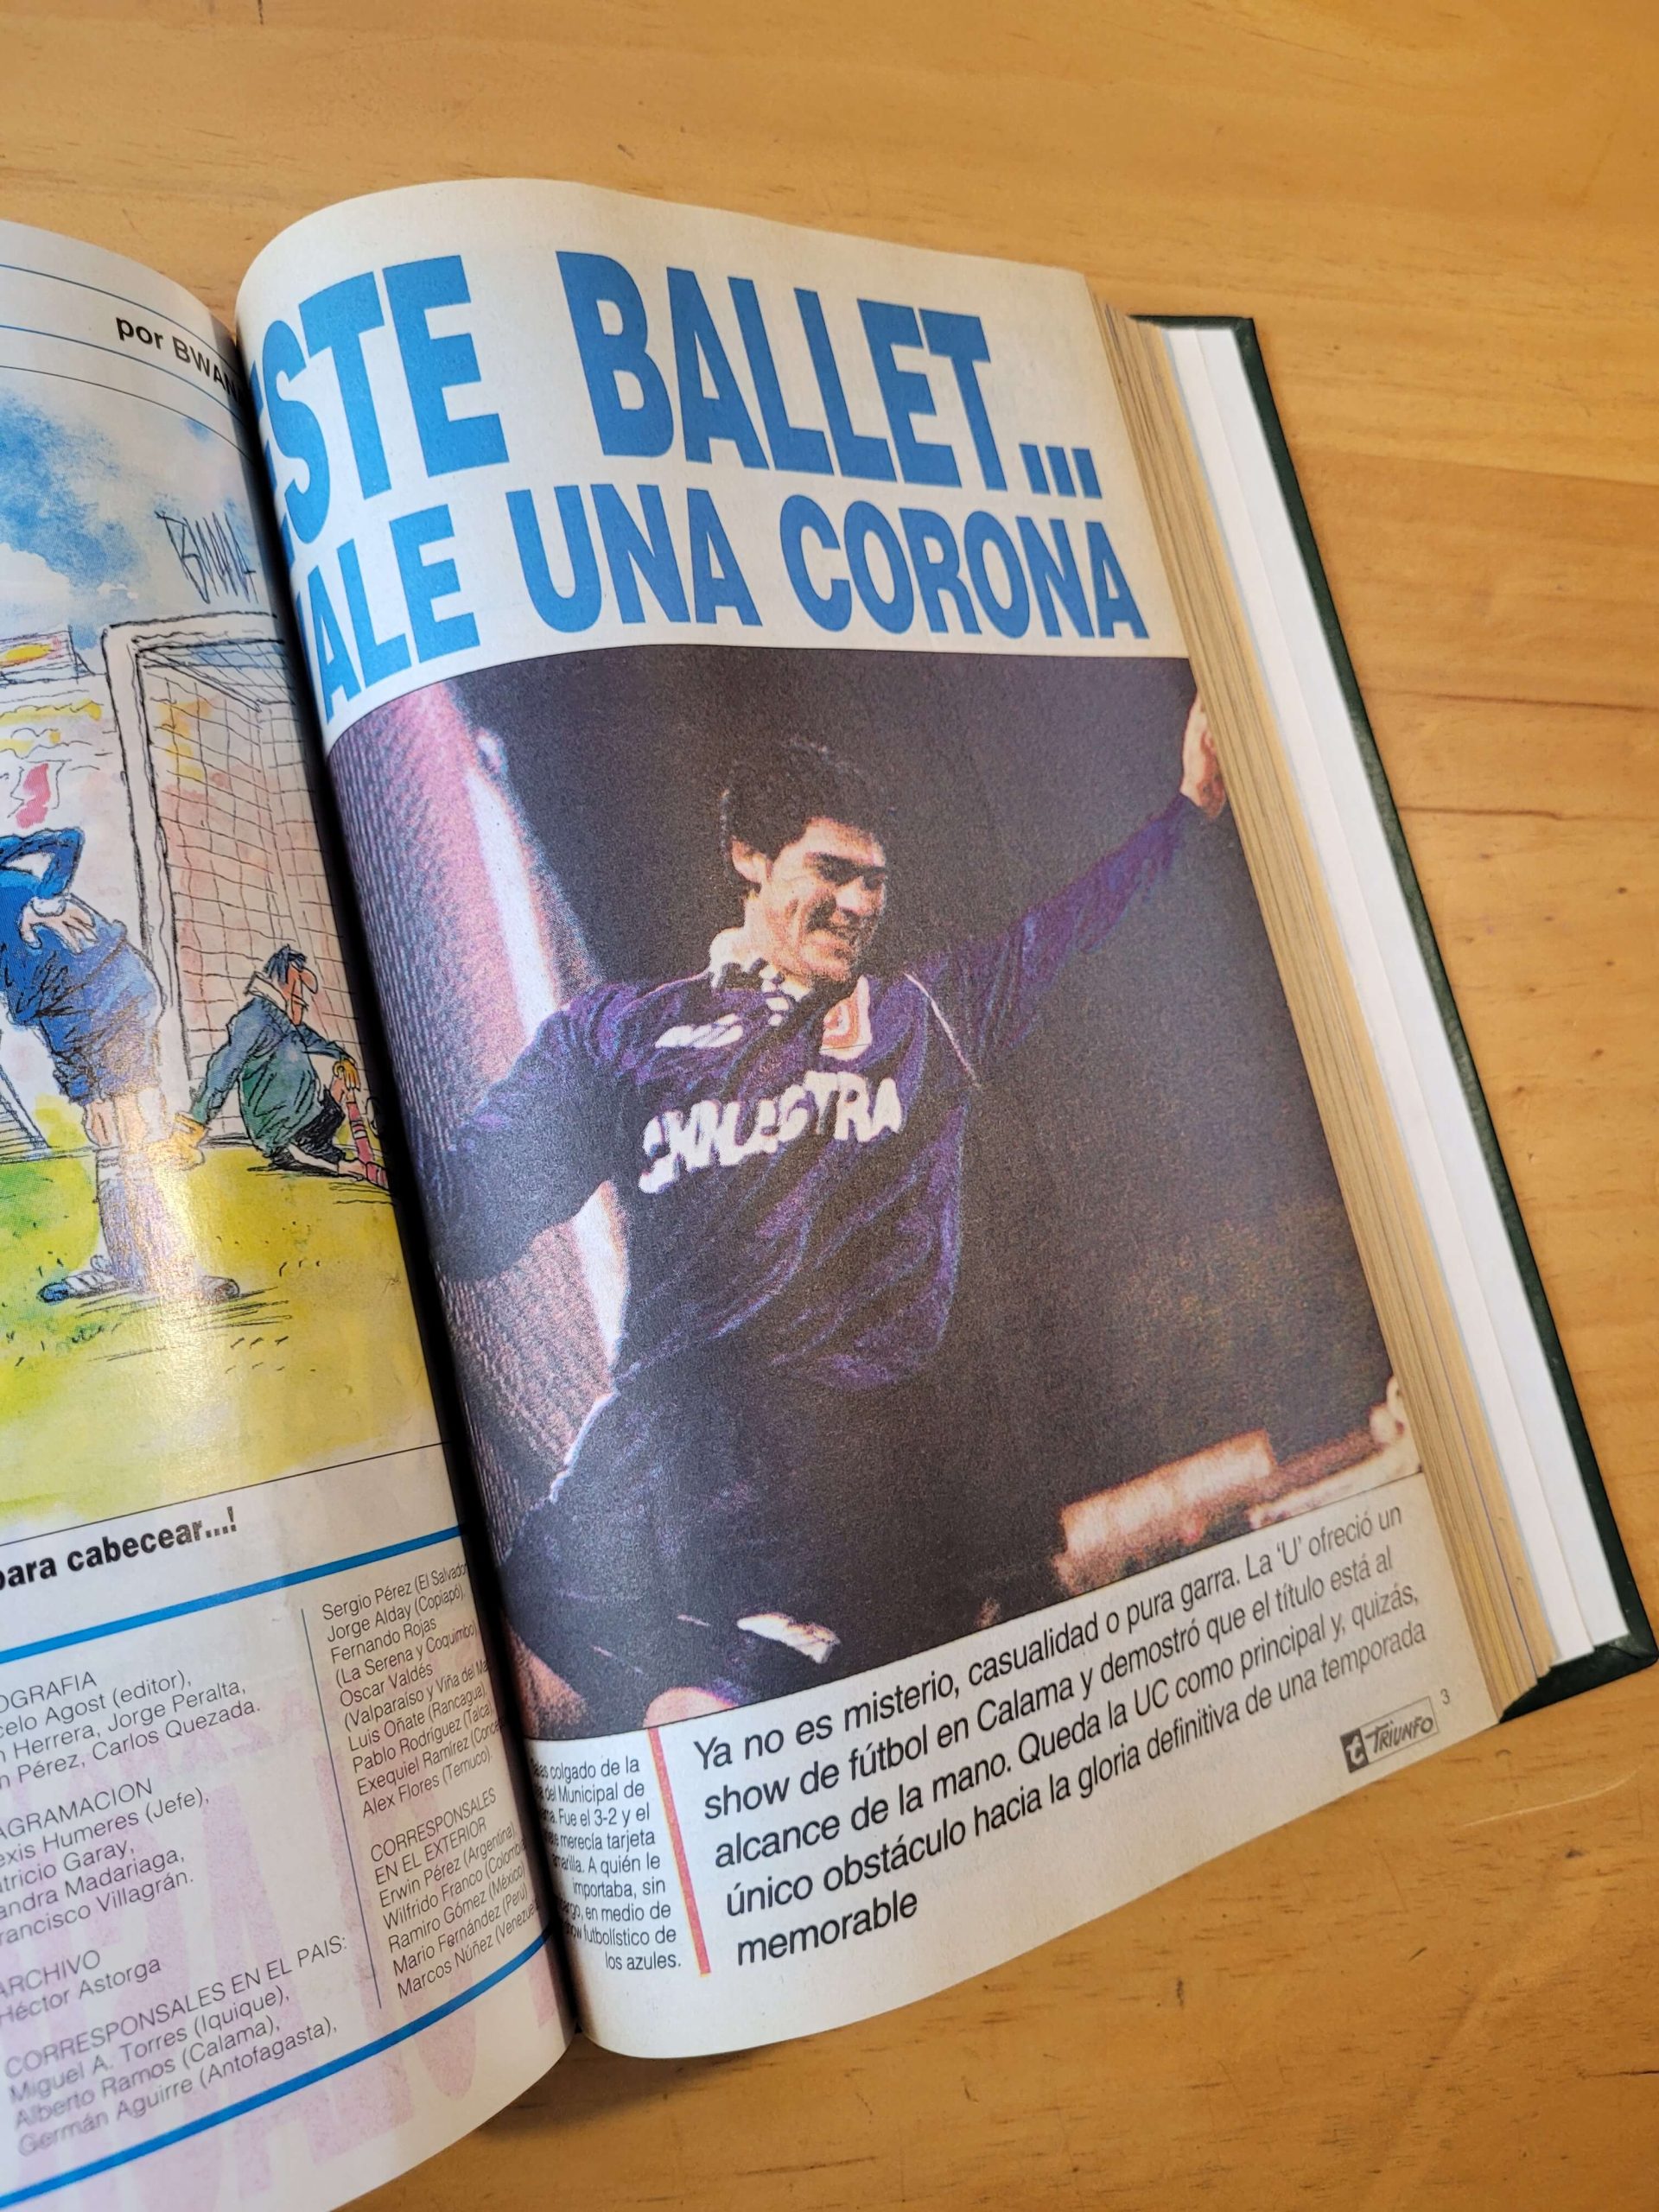 por BWANA
BWANA
para cabecear...!
OGRAFIA
celo Agost (editor),
n Herrera, Jorge Peralta,
n Pérez, Carlos Quezada.
AGRAMACION
exis Humeres (Jefe),
atricio Garay,
andra Madariaga,
rancisco Villagrán.
ARCHIVO
Héctor Astorga
CORRESPONSALES EN EL PAIS:
Miguel A. Torres (Iquique),
Alberto Ramos (Calama),
Germán Aguirre (Antofagasta),
Sergio Pérez (El Salvador
Jorge Alday (Copiapó).
Fernando Rojas
(La Serena y Coquimbo)
Oscar Valdés
(Valparaíso y Viña del Ma
Luis Oñate (Rancagua),
Pablo Rodríguez (Talca),
Exequiel Ramírez (Conce
Alex Flores (Temuco).
CORRESPONSALES
EN EL EXTERIOR
Erwin Pérez (Argentina),
Wilfrido Franco (Colombia
Ramiro Gómez (México)
Mario Fernández (Perú)
Marcos Núñez (Venezue
ESTE BALLET...
VALE UNA CORONA
colgado de la
del Municipal de
Fue el 3-2 y el
merecía tarjeta
A quién le
importaba, sin
en medio de
futbolístico de
los azules.
Ya no es misterio, casualidad o pura garra. La 'U' ofreció un
show de fútbol en Calama y demostró que el título está al
alcance de la mano. Queda la UC como principal y, quizás,
único obstáculo hacia la gloria definitiva de una temporada
memorable
t TRIUNFO 3